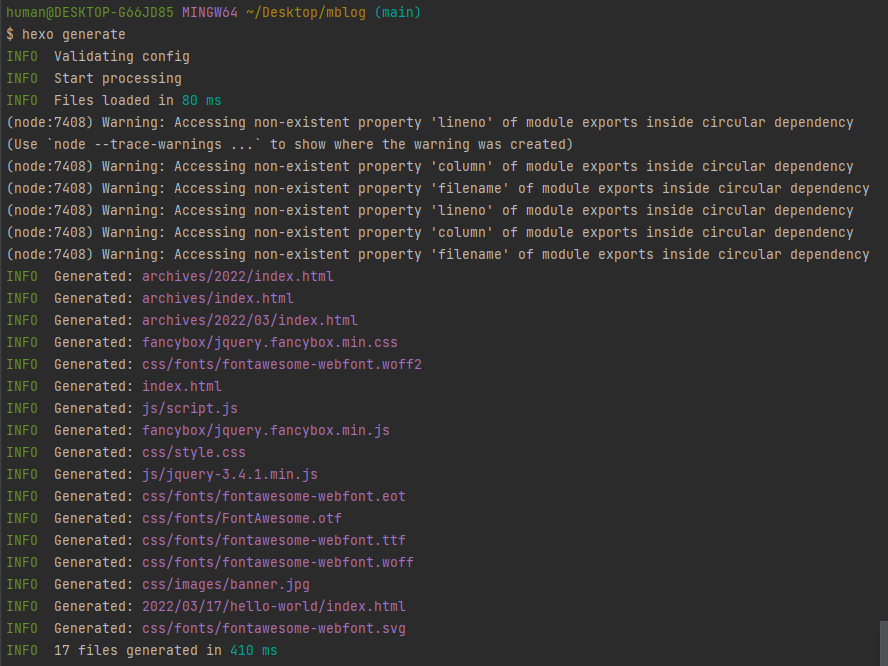 human@DESKTOP-G66JD85 MINGW64 ~/Desktop/mblog (main)
$ hexo generate
INFO  Validating config
INFO  Start processing
INFO  Files loaded in 80 ms
(node:7408) Warning: Accessing non-existent property 'lineno' of module exports inside circular dependency
(Use `node --trace-warnings ...` to show where the warning was created)
(node:7408) Warning: Accessing non-existent property 'column' of module exports inside circular dependency
(node:7408) Warning: Accessing non-existent property 'filename' of module exports inside circular dependency
(node:7408) Warning: Accessing non-existent property 'lineno' of module exports inside circular dependency
(node:7408) Warning: Accessing non-existent property 'column' of module exports inside circular dependency
(node:7408) Warning: Accessing non-existent property 'filename' of module exports inside circular dependency
INFO  Generated: archives/2022/index.html
INFO  Generated: archives/index.html
INFO  Generated: archives/2022/03/index.html
INFO  Generated: fancybox/jquery.fancybox.min.css
INFO  Generated: css/fonts/fontawesome-webfont.woff2
INFO  Generated: index.html
INFO  Generated: js/script.js
INFO  Generated: fancybox/jquery.fancybox.min.js
INFO  Generated: css/style.css
INFO  Generated: js/jquery-3.4.1.min.js
INFO  Generated: css/fonts/fontawesome-webfont.eot
INFO  Generated: css/fonts/FontAwesome.otf
INFO  Generated: css/fonts/fontawesome-webfont.ttf
INFO  Generated: css/fonts/fontawesome-webfont.woff
INFO  Generated: css/images/banner.jpg
INFO  Generated: 2022/03/17/hello-world/index.html
INFO  Generated: css/fonts/fontawesome-webfont.svg
INFO  17 files generated in 410 ms